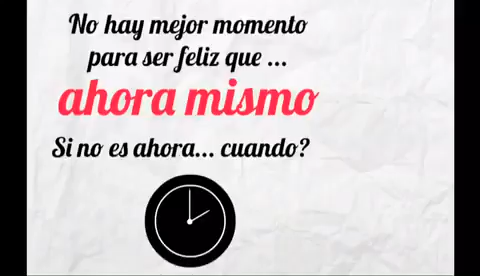 No hay mejor momento
para ser feliz que ...
ahora mismo
Si no es ahora... cuando?